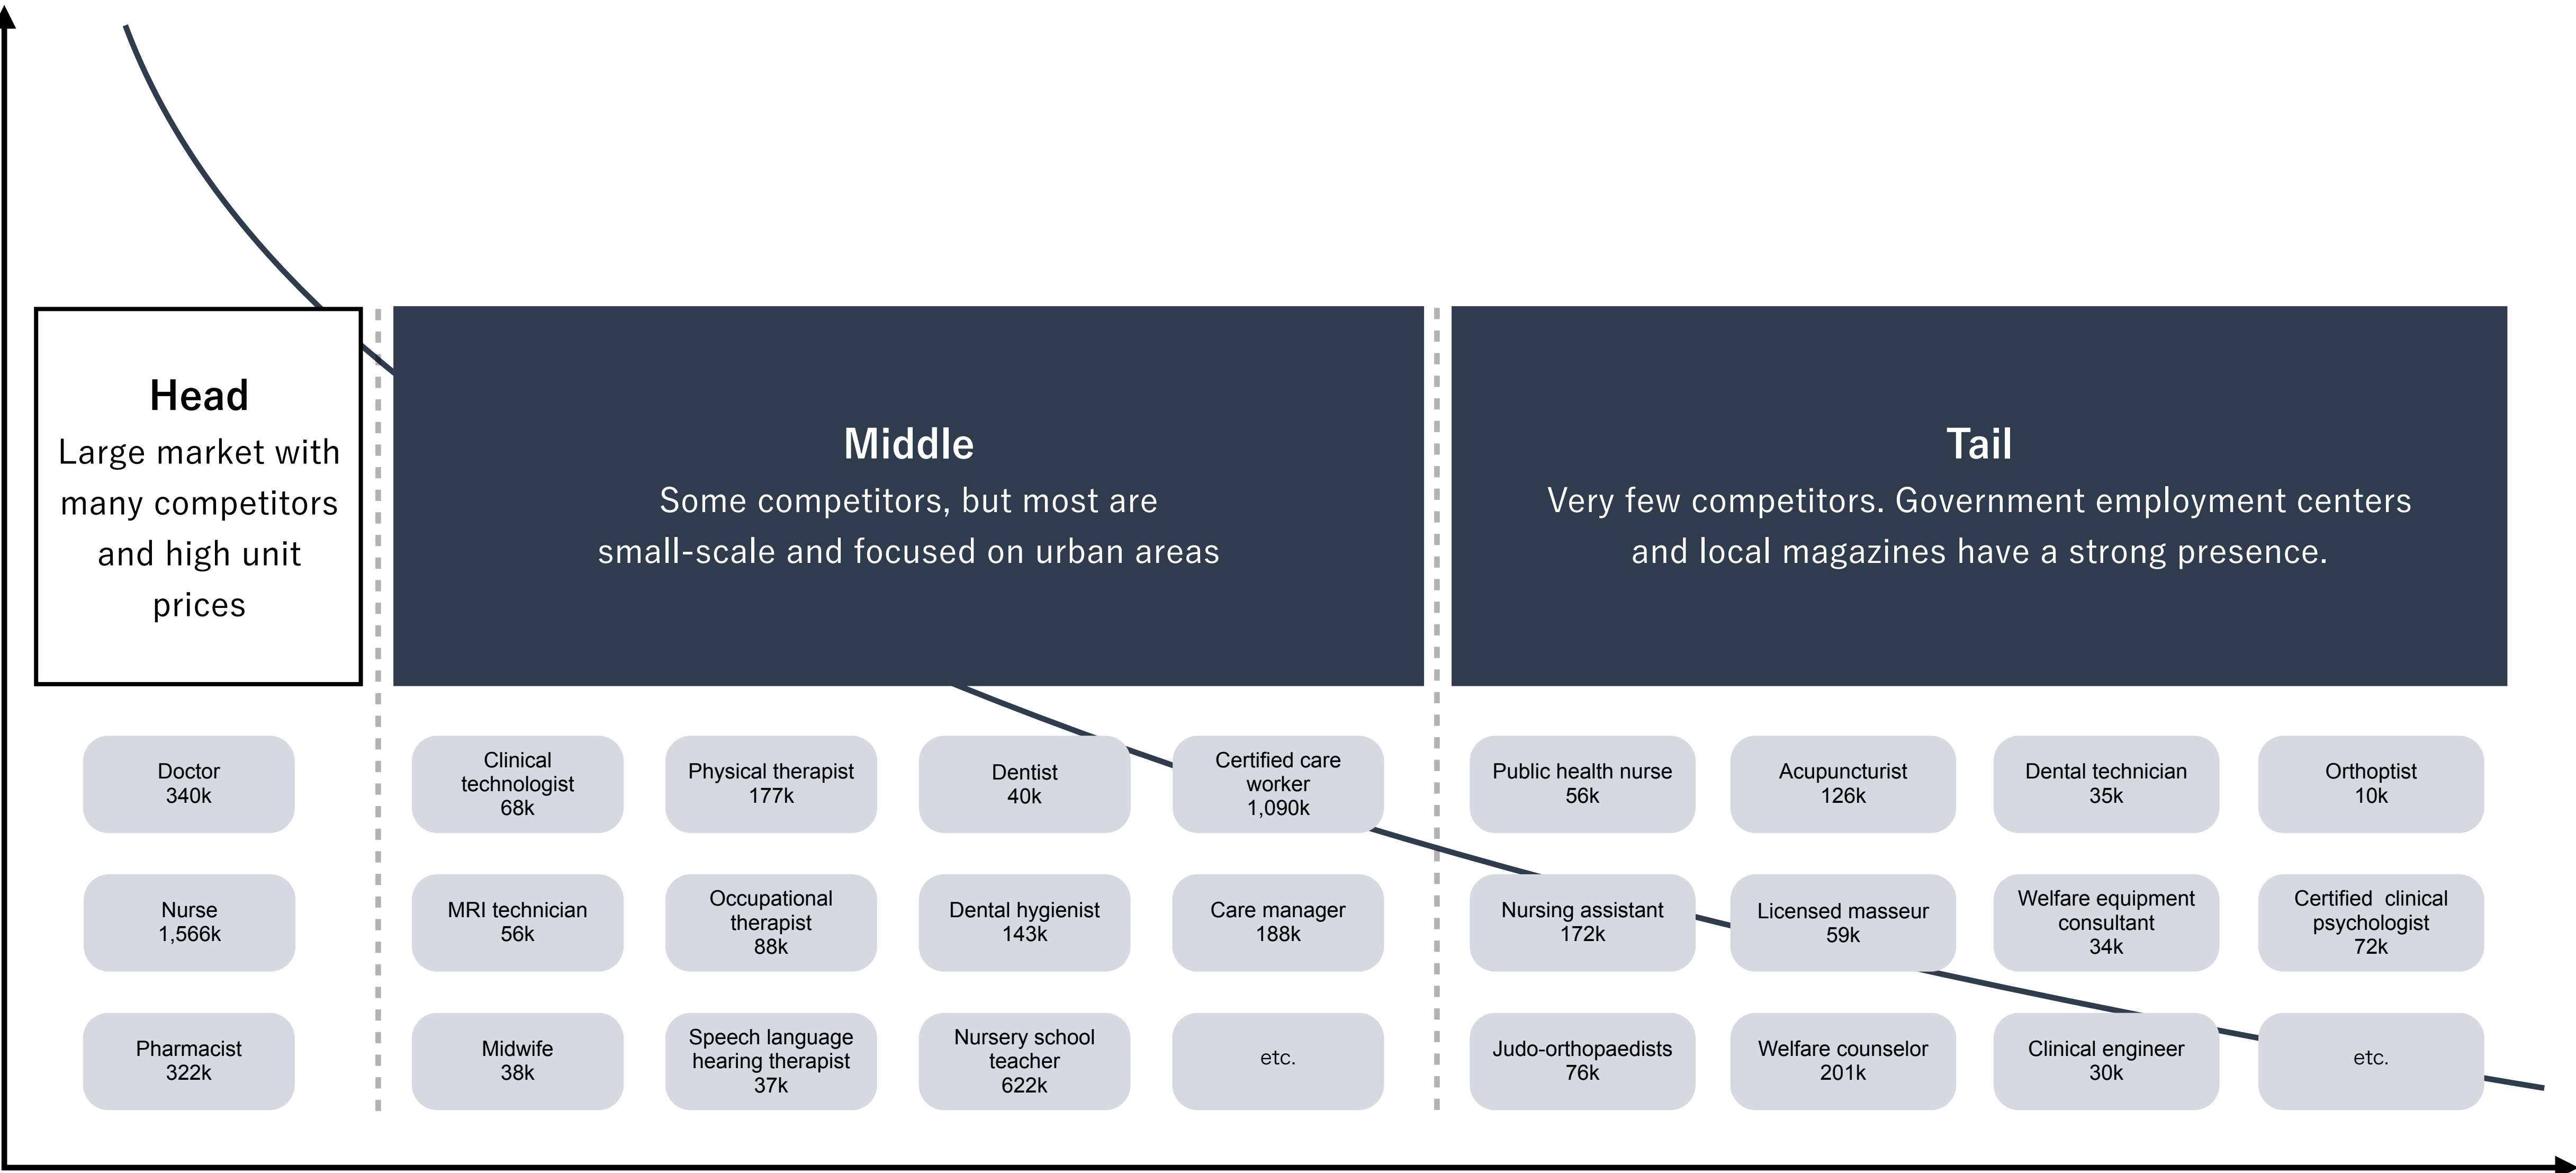 Head
Large market with
many competitors
and high unit
prices
Middle
Some competitors, but most are
small-scale and focused on urban areas
Tail
Very few competitors. Government employment centers
and local magazines have a strong presence.
Doctor
340k
Nurse
1,566k
Pharmacist
322k
Clinical
technologist
68k
Physical therapist
177k
Dentist
40k
Certified care
worker
1,090k
MRI technician
56k
Occupational
therapist
88k
Dental hygienist
143k
Care manager
188k
Midwife
38k
Speech language
hearing therapist
37k
Nursery school
teacher
622k
etc.
Public health nurse
56k
Acupuncturist
126k
Dental technician
35k
Orthoptist
10k
Nursing assistant
172k
Licensed masseur
59k
Welfare equipment
consultant
34k
Certified  clinical
psychologist
72k
Judo-orthopaedists
76k
Welfare counselor
201k
Clinical engineer
30k
etc.